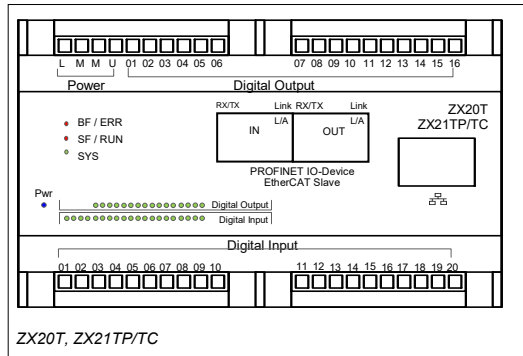 L M M U 01 02 03 04 05 06 07 08 09 10 11 12 13 14 15 16
Power Digital Output
RX/TX Link RX/TX Link
L/A L/A
IN OUT
ZX20T
ZX21TP/TC
BF / ERR
SF / RUN
SYS
PROFINET IO-Device
EtherCAT Slave
Pwr
Digital Output
Digital Input
Digital Input
01 02 03 04 05 06 07 08 09 10 11 12 13 14 15 16 17 18 19 20
ZX20T, ZX21TP/TC